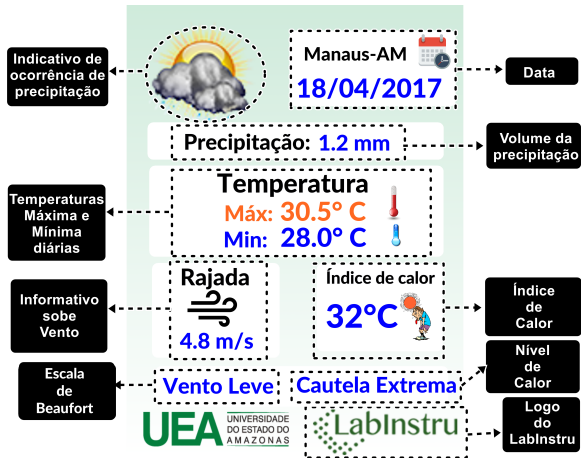 Indicativo de
ocorrência de
precipitação
Manaus-AM
18/04/2017
Data
Precipitação: 1.2 mm
Volume da
precipitação
Temperaturas
Máxima e
Mínima
diárias
Temperatura
Máx: 30.5° C
Min: 28.0° C
Informativo
sobe
Vento
Rajada
4.8 m/s
Índice de calor
32°C
Índice
de
Calor
Escala
de
Beaufort
Vento Leve
Cautela Extrema
Nível
de
Calor
UEA
UNIVERSIDADE
DO ESTADO DO
AMAZONAS
LabInstru
Logo
do
LabInstru